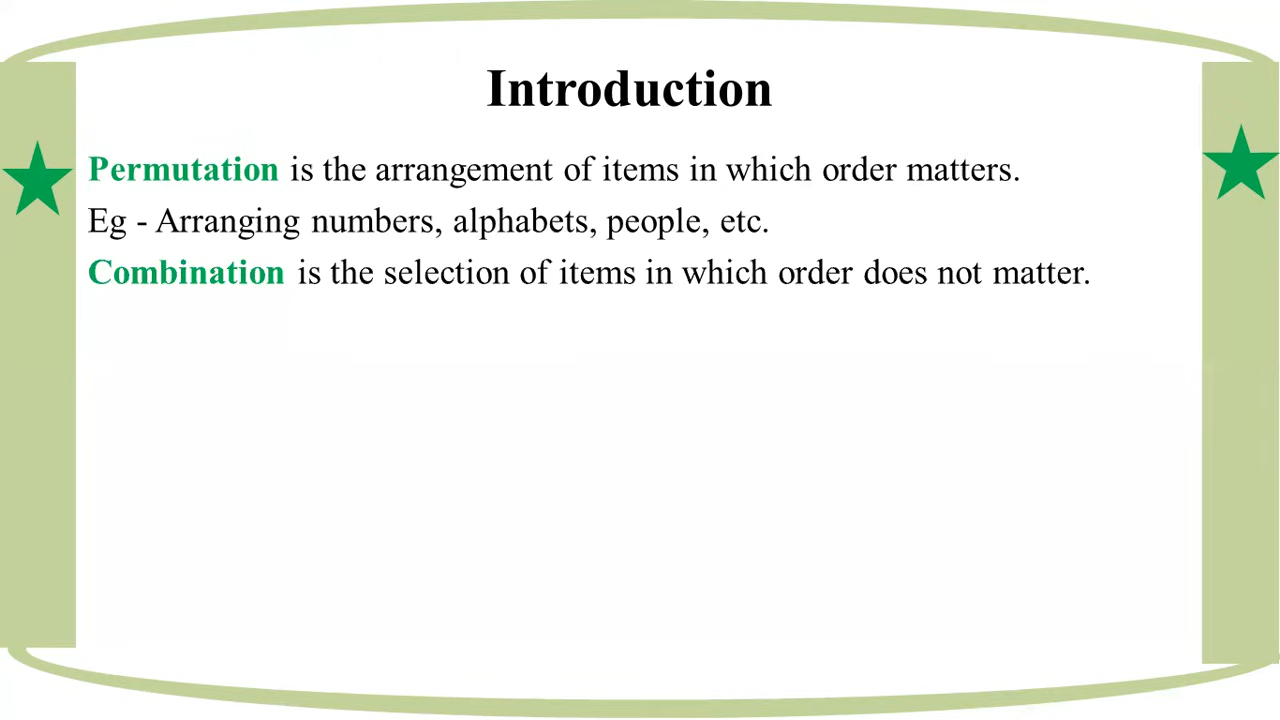 Introduction
Permutation is the arrangement of items in which order matters.
Eg - Arranging numbers, alphabets, people, etc.
Combination is the selection of items in which order does not matter.